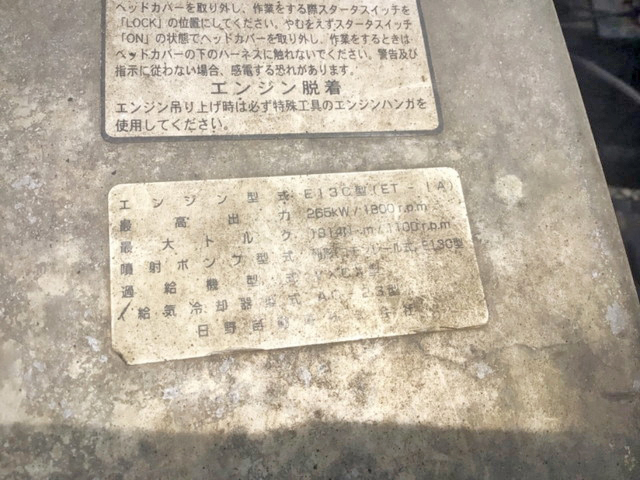 ヘッドカバーを取り外し、作業をする際スタータスイッチを
「LOCK」の位置にしてください。やむをえずスタータスイッチ
「ON」の状態でヘッドカバーを取り外し、作業をするときは
ヘッドカバーの下のハーネスに触れないでください。警告及び
指示に従わない場合、感電する恐れがあります。
エンジン脱着
エンジン吊り上げ時は必ず特殊工具のエンジンハンガを
使用してください。
エンジン型式 E13C型(ET-IA)
最高出力 265kW/1800r.p.m
最大トルク 1814N·m/1100r.p.m
噴射ポンプ型式
過給機型式
給気冷却器型式
日野自